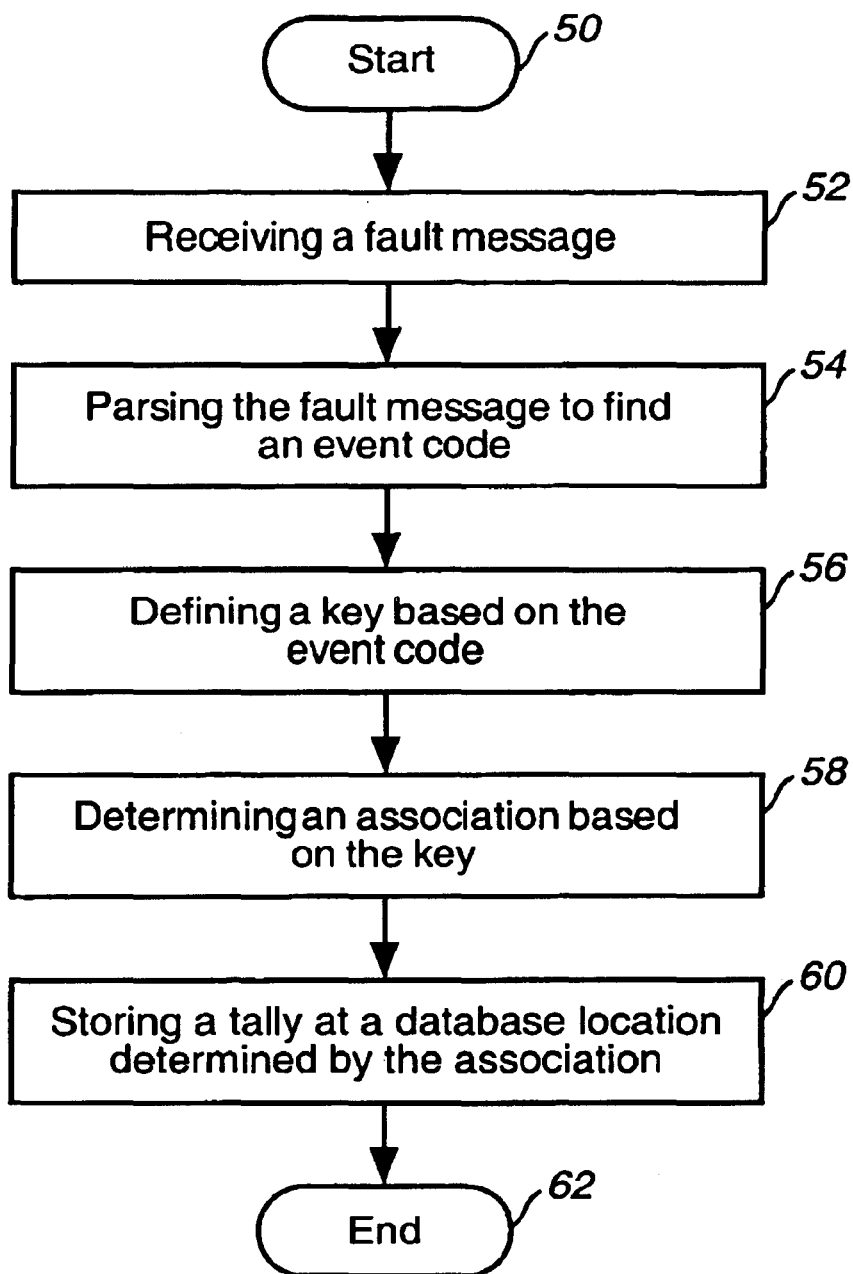 50
Start
52
Receiving a fault message
54
Parsing the fault message to find
an event code
56
Defining a key based on the
event code
58
Determining an association based
on the key
60
Storing a tally at a database location
determined by the association
62
End